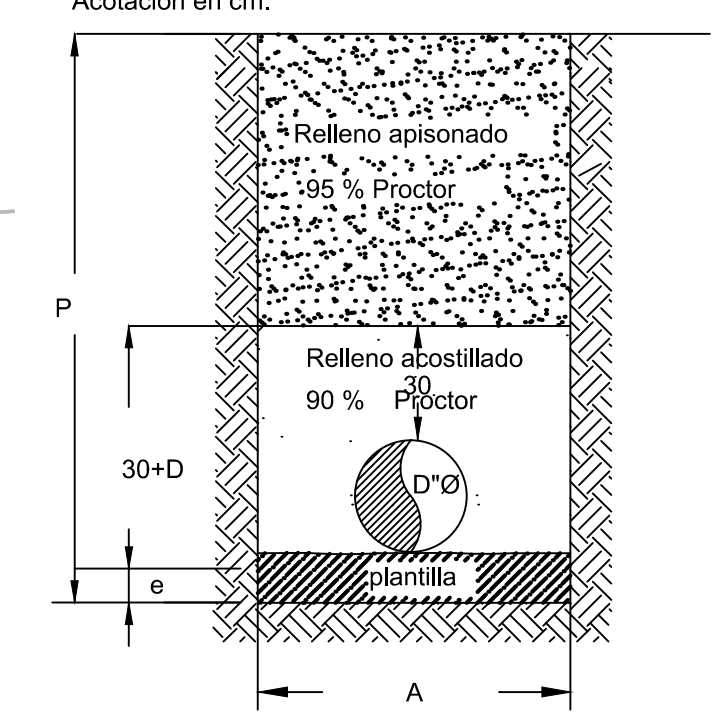 Acotación en cm.
Relleno apisonado
95 % Proctor
P
Relleno acostillado
30
90 % Proctor
30+D
D"Ø
plantilla
e
A